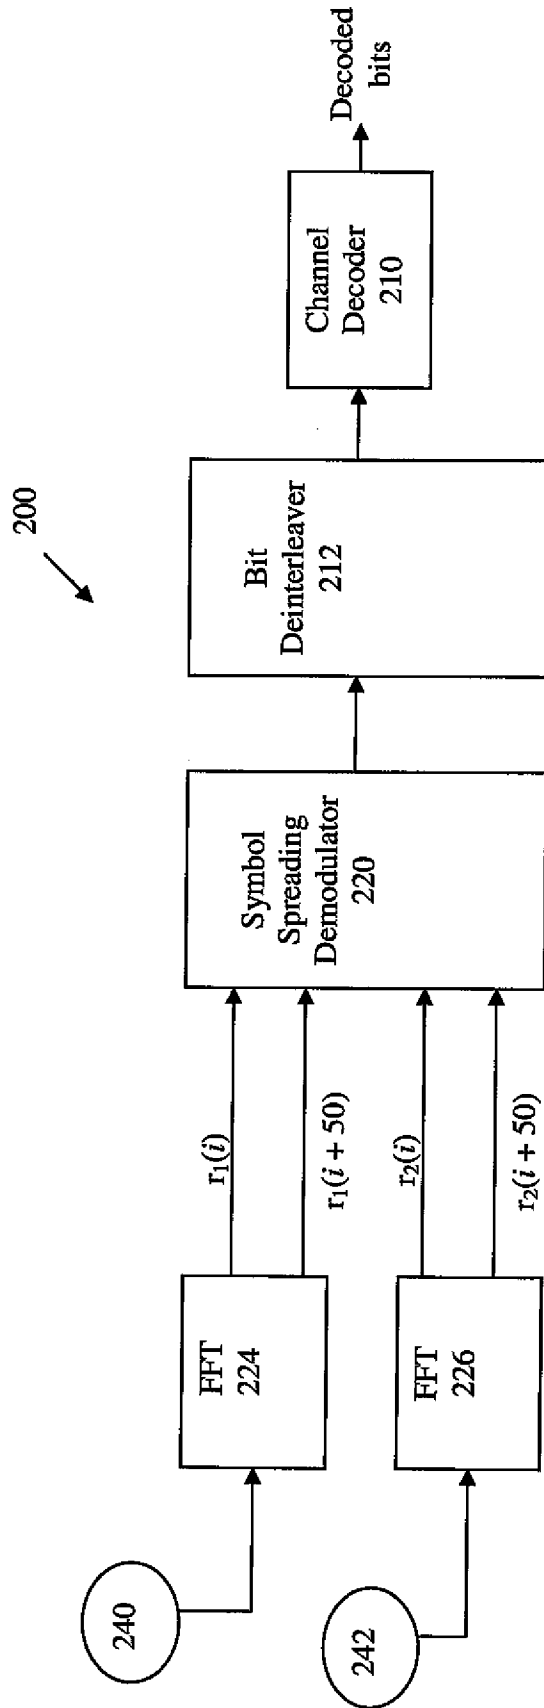 200
240
242
FFT
224
FFT
226
r₁(i)
r₁(i + 50)
r₂(i)
r₂(i + 50)
Symbol
Spreading
Demodulator
220
Bit
Deinterleaver
212
Channel
Decoder
210
Decoded
bits